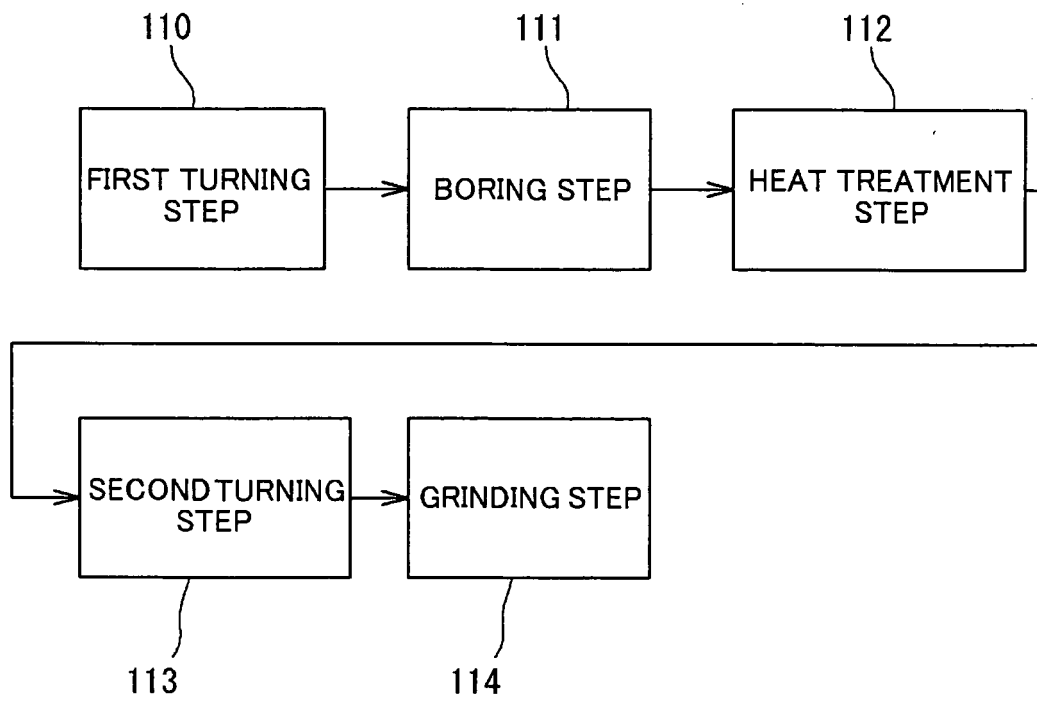 110
111
112
FIRST TURNING
STEP
BORING STEP
HEAT TREATMENT
STEP
SECOND TURNING
STEP
GRINDING STEP
113
114